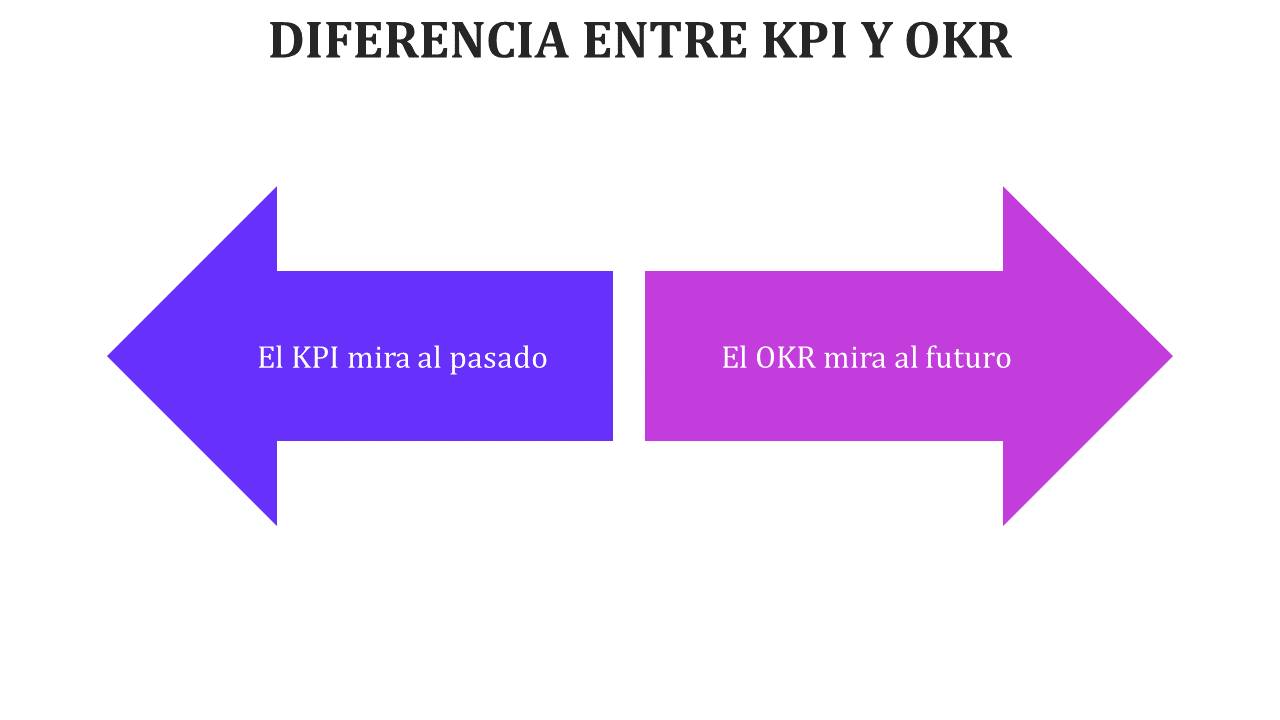 DIFERENCIA ENTRE KPI Y OKR
El KPI mira al pasado
El OKR mira al futuro